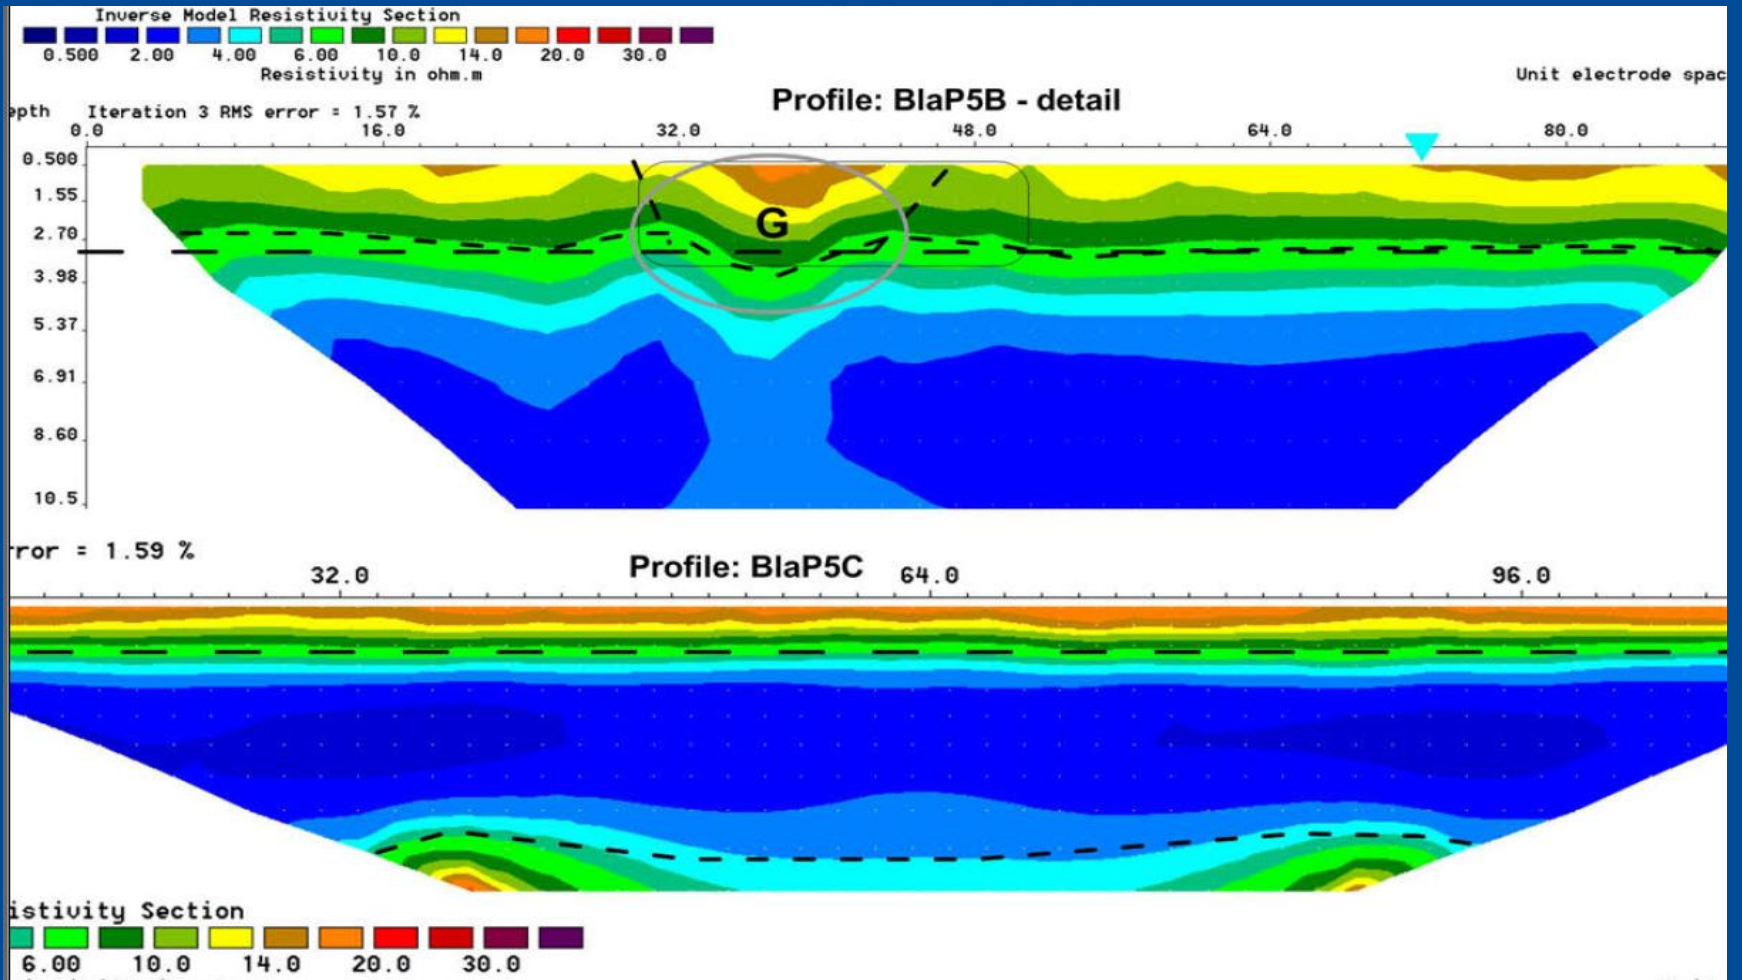 Inverse Model Resistivity Section
0.500 2.00 4.00 6.00 10.0 14.0 20.0 30.0
Resistivity in ohm.m
Unit electrode spac
Profile: BlaP5B - detail
epth Iteration 3 RMS error = 1.57 %
0.0 16.0 32.0 48.0 64.0 80.0
0.500
1.55
2.70
3.98
5.37
6.91
8.60
10.5
G
rror = 1.59 %
Profile: BlaP5C
32.0 64.0 96.0
istivity Section
6.00 10.0 14.0 20.0 30.0